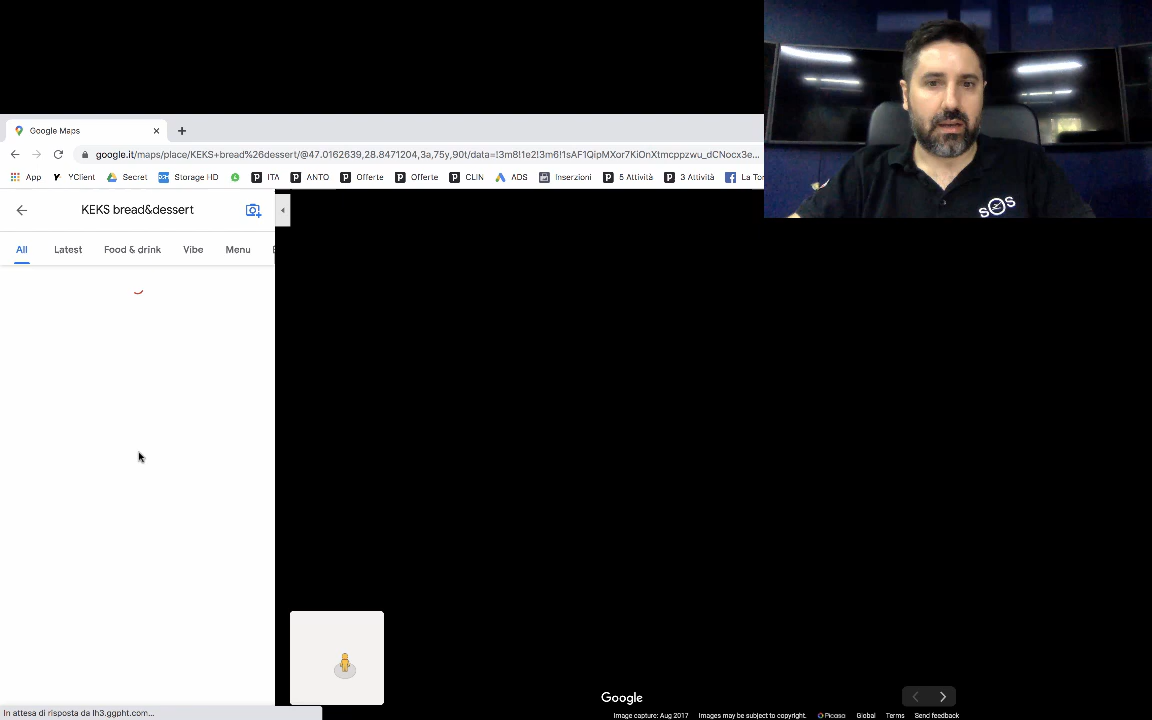 Google Maps
google.it/maps/place/KEKS+bread%26dessert/@47.0162639,28.8471204,3a,75y,90t/data=!3m8!1e2!3m6!1sAF1QipMXor7KiOnXtmcppzwu_dCNocx3e...
App YClient Secret Storage HD ITA ANTO Offerte Offerte CLIN ADS Inserzioni 5 Attività 3 Attività La To
KEKS bread&dessert
All Latest Food & drink Vibe Menu
SOS
Google
In attesa di risposta da lh3.ggpht.com...
Image capture: Aug 2017 Images may be subject to copyright. Picasa Global Terms Send feedback